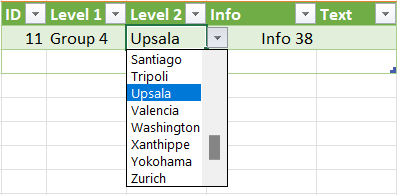 ID Level 1 Level 2 Info Text
11 Group 4 Upsala Info 38
Santiago
Tripoli
Upsala
Valencia
Washington
Xanthippe
Yokohama
Zurich